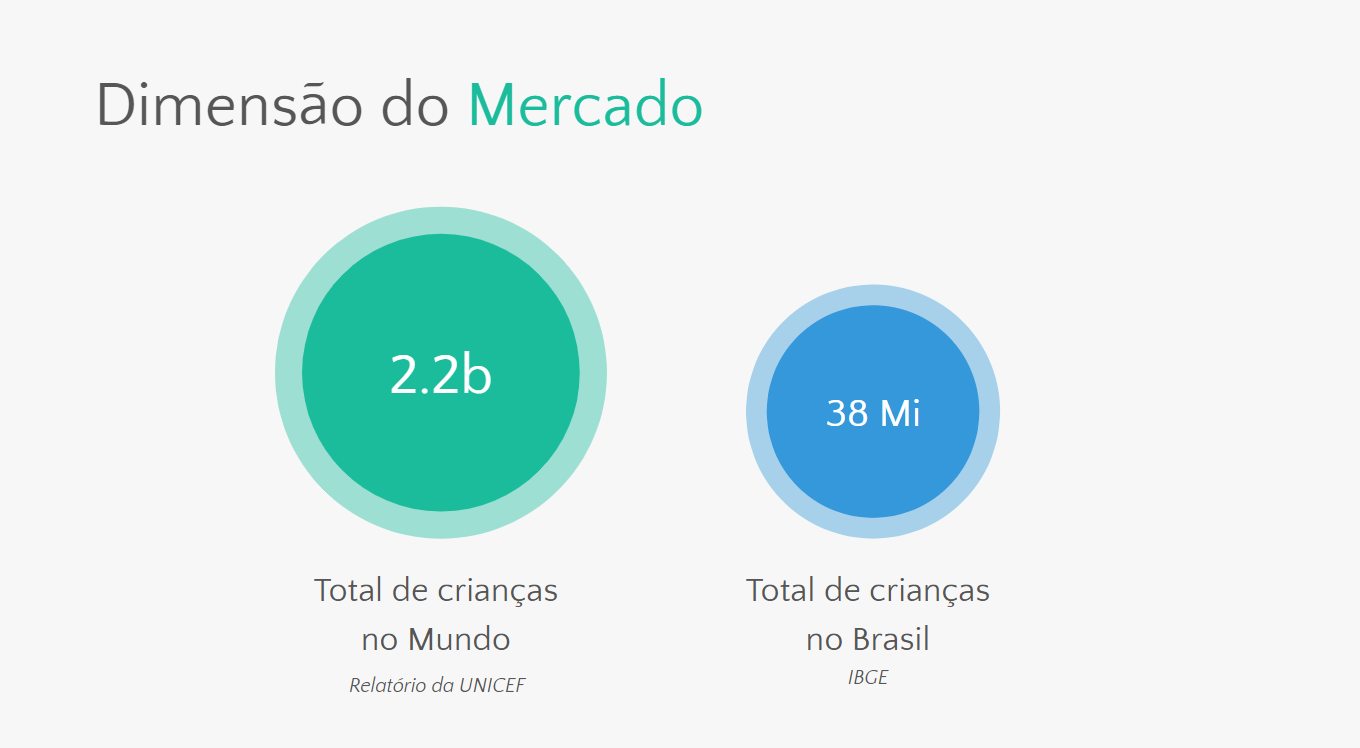 Dimensão do Mercado
2.2b
38 Mi
Total de crianças
no Mundo
Relatório da UNICEF
Total de crianças
no Brasil
IBGE